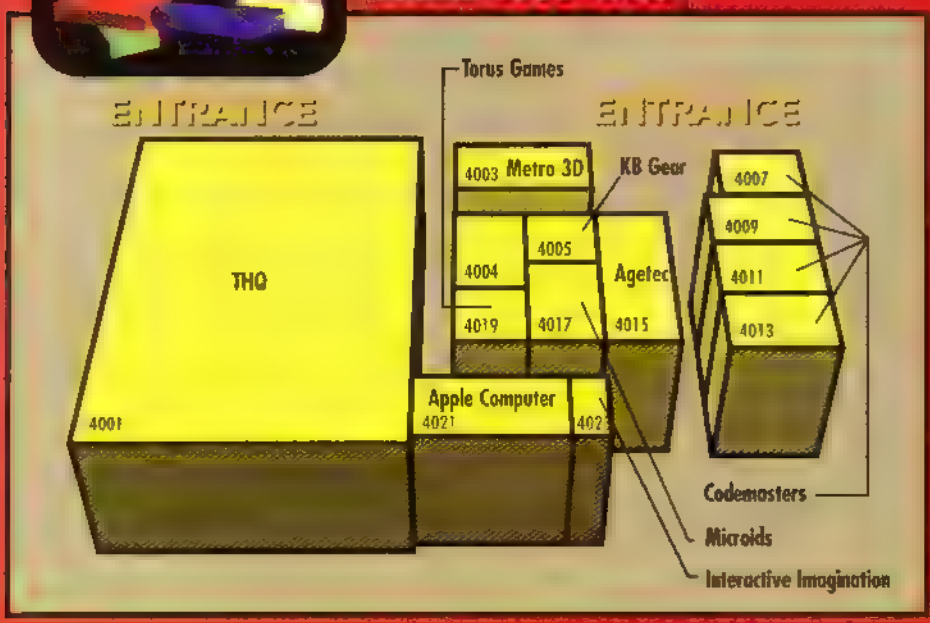 Torus Games
ENTRANCE
ENTRANCE
4003 Metro 3D
KB Gear
4007
4005
4009
THQ
4004
Agetec
4011
4019
4017
4015
4013
Apple Computer
4001
4021
402
Codemasters
Microids
Interactive Imagination